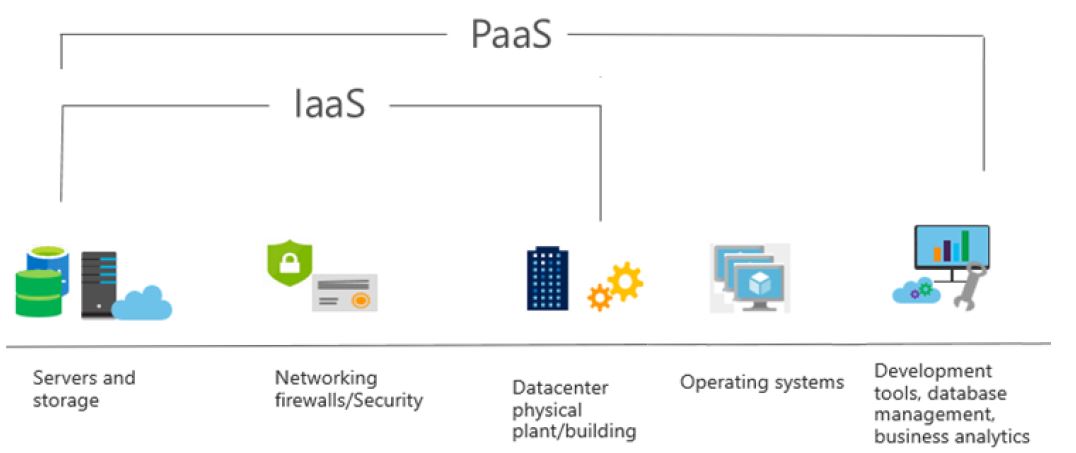 PaaS
IaaS
Servers and
storage
Networking
firewalls/Security
Datacenter
physical
plant/building
Operating systems
Development
tools, database
management,
business analytics